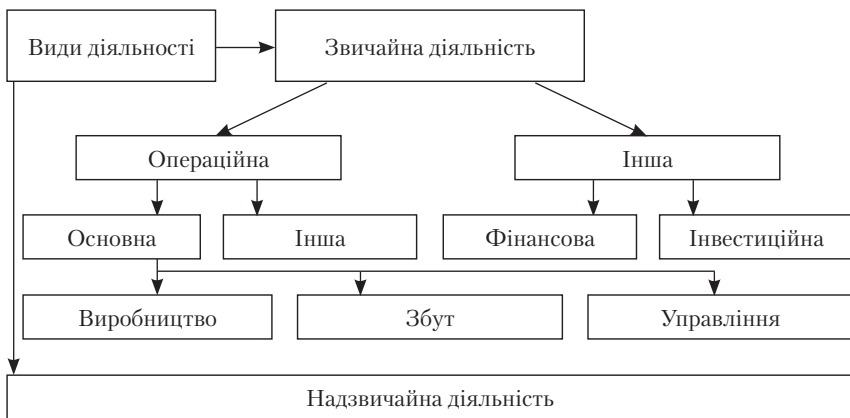 Види діяльності
Звичайна діяльність
Операційна
Інша
Основна
Інша
Фінансова
Інвестиційна
Виробництво
Збут
Управління
Надзвичайна діяльність